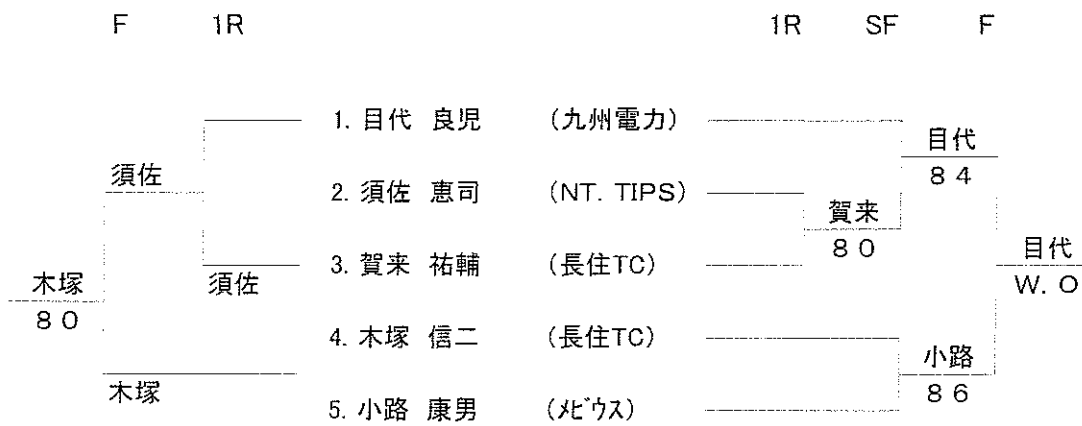 F 1R 1R SF F
1. 目代 良児 (九州電力)
目代
須佐 8 4
2. 須佐 恵司 (NT. TIPS)
賀来
3. 賀来 祐輔 (長住TC) 8 0 目代
木塚 須佐 W. O
8 0
4. 木塚 信二 (長住TC)
小路
木塚 8 6
5. 小路 康男 (メビウス)